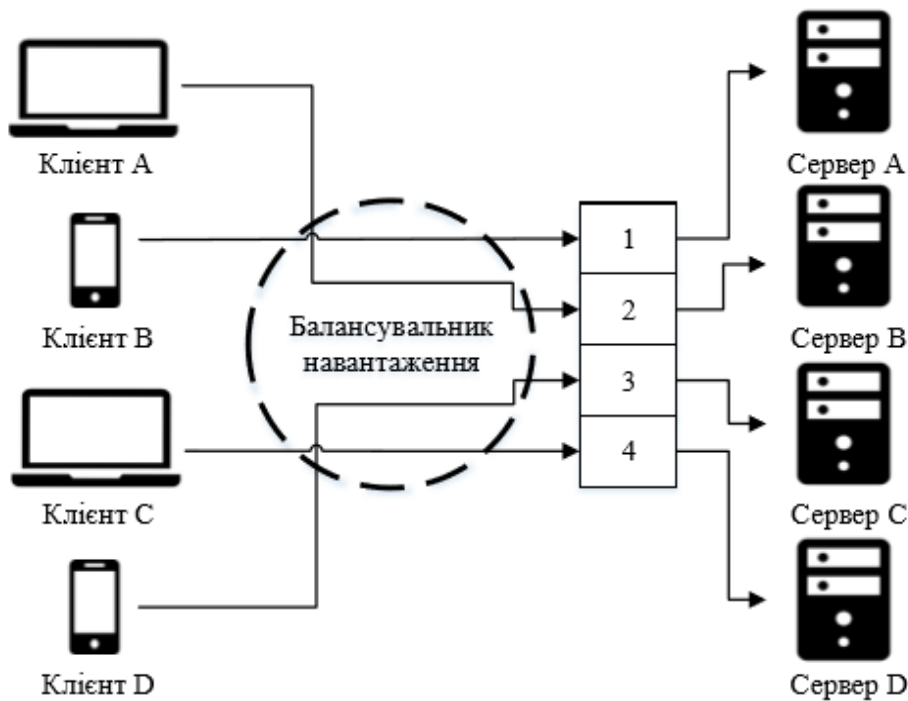 Клієнт A
Клієнт B
Клієнт C
Клієнт D
Балансувальник
навантаження
1
2
3
4
Сервер A
Сервер B
Сервер C
Сервер D